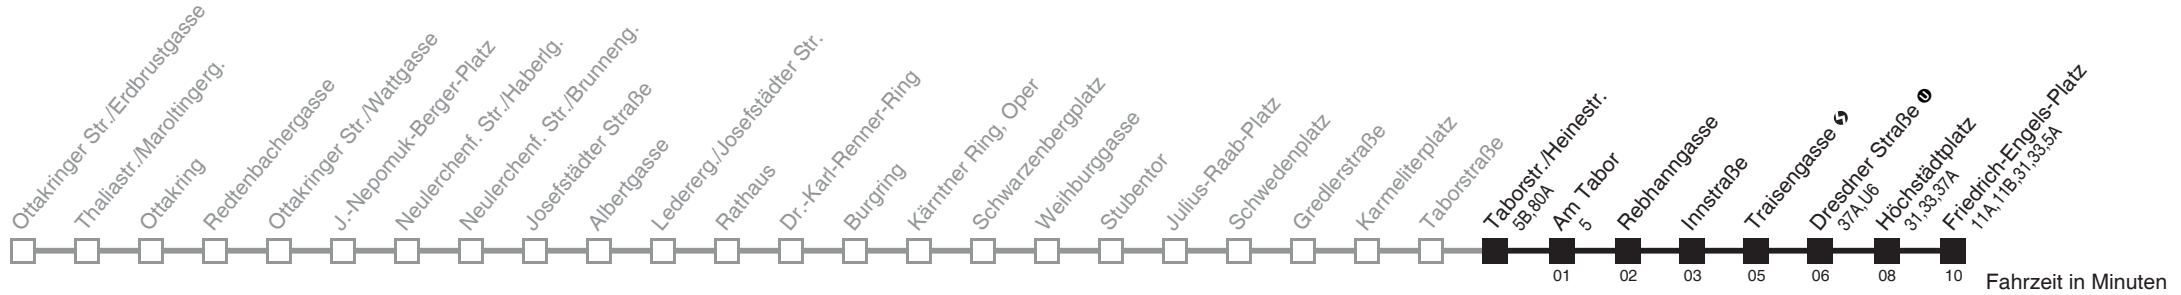 Ottakringer Str./Erdbrustgasse
Thaliastr./Maroltingerg.
Ottakring
Redtenbachergasse
Ottakringer Str./Wattgasse
J.-Nepomuk-Berger-Platz
Neulerchenf. Str./Haberlg.
Neulerchenf. Str./Brunneng.
Josefstädter Straße
Albertgasse
Ledererg./Josefstädter Str.
Rathaus
Dr.-Karl-Renner-Ring
Burgring
Kärntner Ring, Oper
Schwarzenbergplatz
Weihburggasse
Stubentor
Julius-Raab-Platz
Schwedenplatz
Gredlerstraße
Karmeliterplatz
Taborstraße
Taborstr./Heinestr.
5B,80A
Am Tabor
5
Rebhanngasse
Innstraße
Traisengasse S
Dresdner Straße U
37A,U6
Höchstädtplatz
31,33,37A
Friedrich-Engels-Platz
11A,11B,31,33,5A
01 02 03 05 06 08 10 Fahrzeit in Minuten